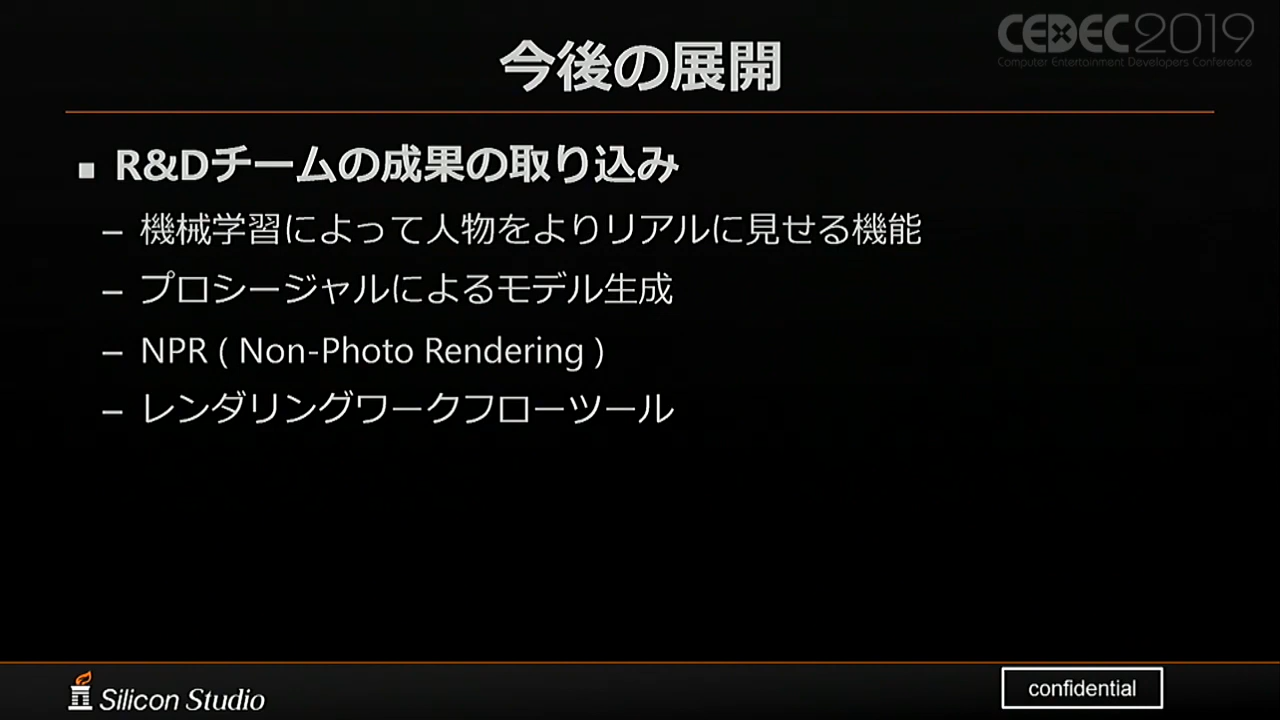 CEDEC2019
Computer Entertainment Developers Conference
今後の展開
■ R&Dチームの成果の取り込み
– 機械学習によって人物をよりリアルに見せる機能
– プロシージャルによるモデル生成
– NPR ( Non-Photo Rendering )
– レンダリングワークフローツール
Silicon Studio
confidential